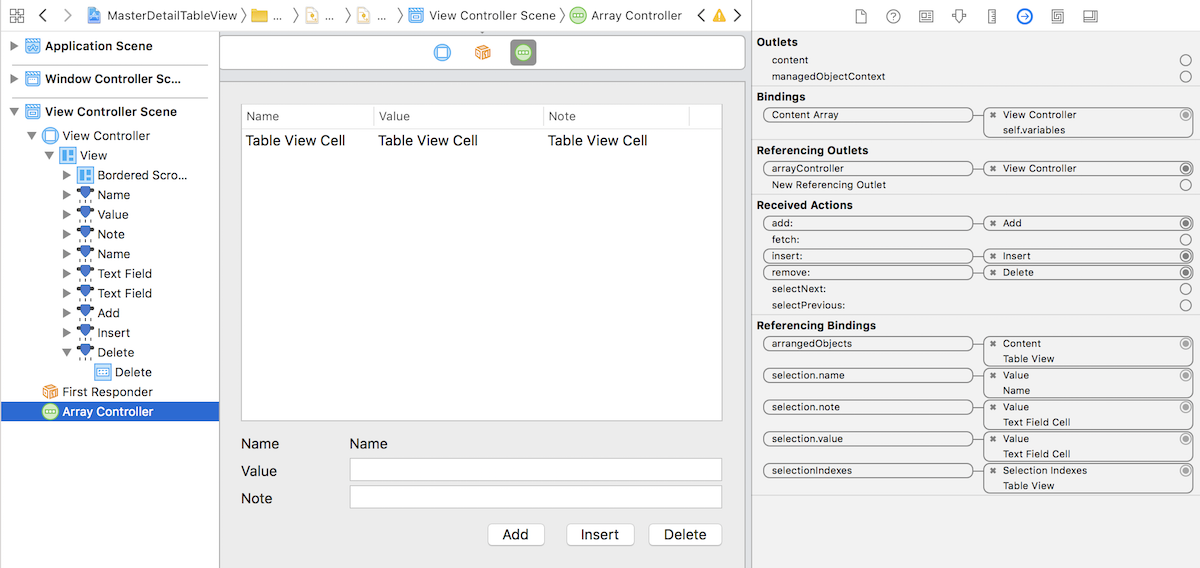 MasterDetailTableView ... ... ... View Controller Scene Array Controller
Application Scene
Window Controller Sc...
View Controller Scene
View Controller
View
Bordered Scro...
Name
Value
Note
Name
Text Field
Text Field
Add
Insert
Delete
Delete
First Responder
Array Controller
Name Value Note
Table View Cell Table View Cell Table View Cell
Name Name
Value
Note
Add Insert Delete
Outlets
content
managedObjectContext
Bindings
Content Array View Controller
self.variables
Referencing Outlets
arrayController View Controller
New Referencing Outlet
Received Actions
add: Add
fetch:
insert: Insert
remove: Delete
selectNext:
selectPrevious:
Referencing Bindings
arrangedObjects Content
Table View
selection.name Value
Name
selection.note Value
Text Field Cell
selection.value Value
Text Field Cell
selectionIndexes Selection Indexes
Table View